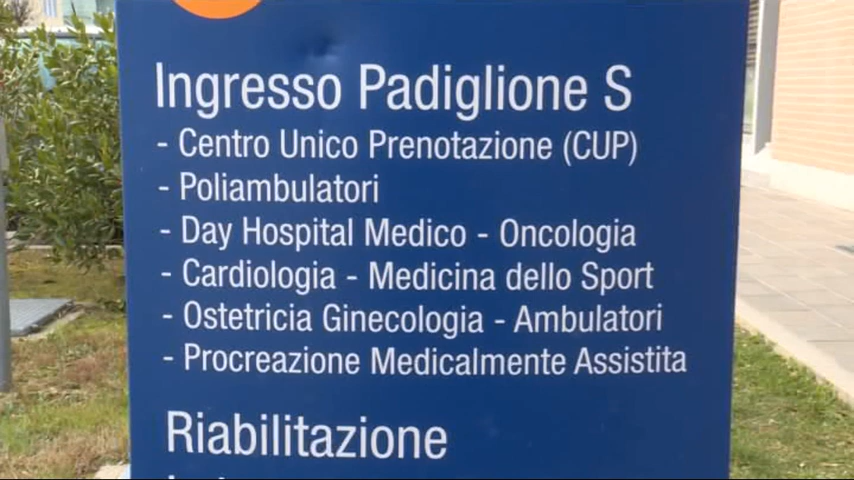 Ingresso Padiglione S
- Centro Unico Prenotazione (CUP)
- Poliambulatori
- Day Hospital Medico - Oncologia
- Cardiologia - Medicina dello Sport
- Ostetricia Ginecologia - Ambulatori
- Procreazione Medicalmente Assistita
Riabilitazione